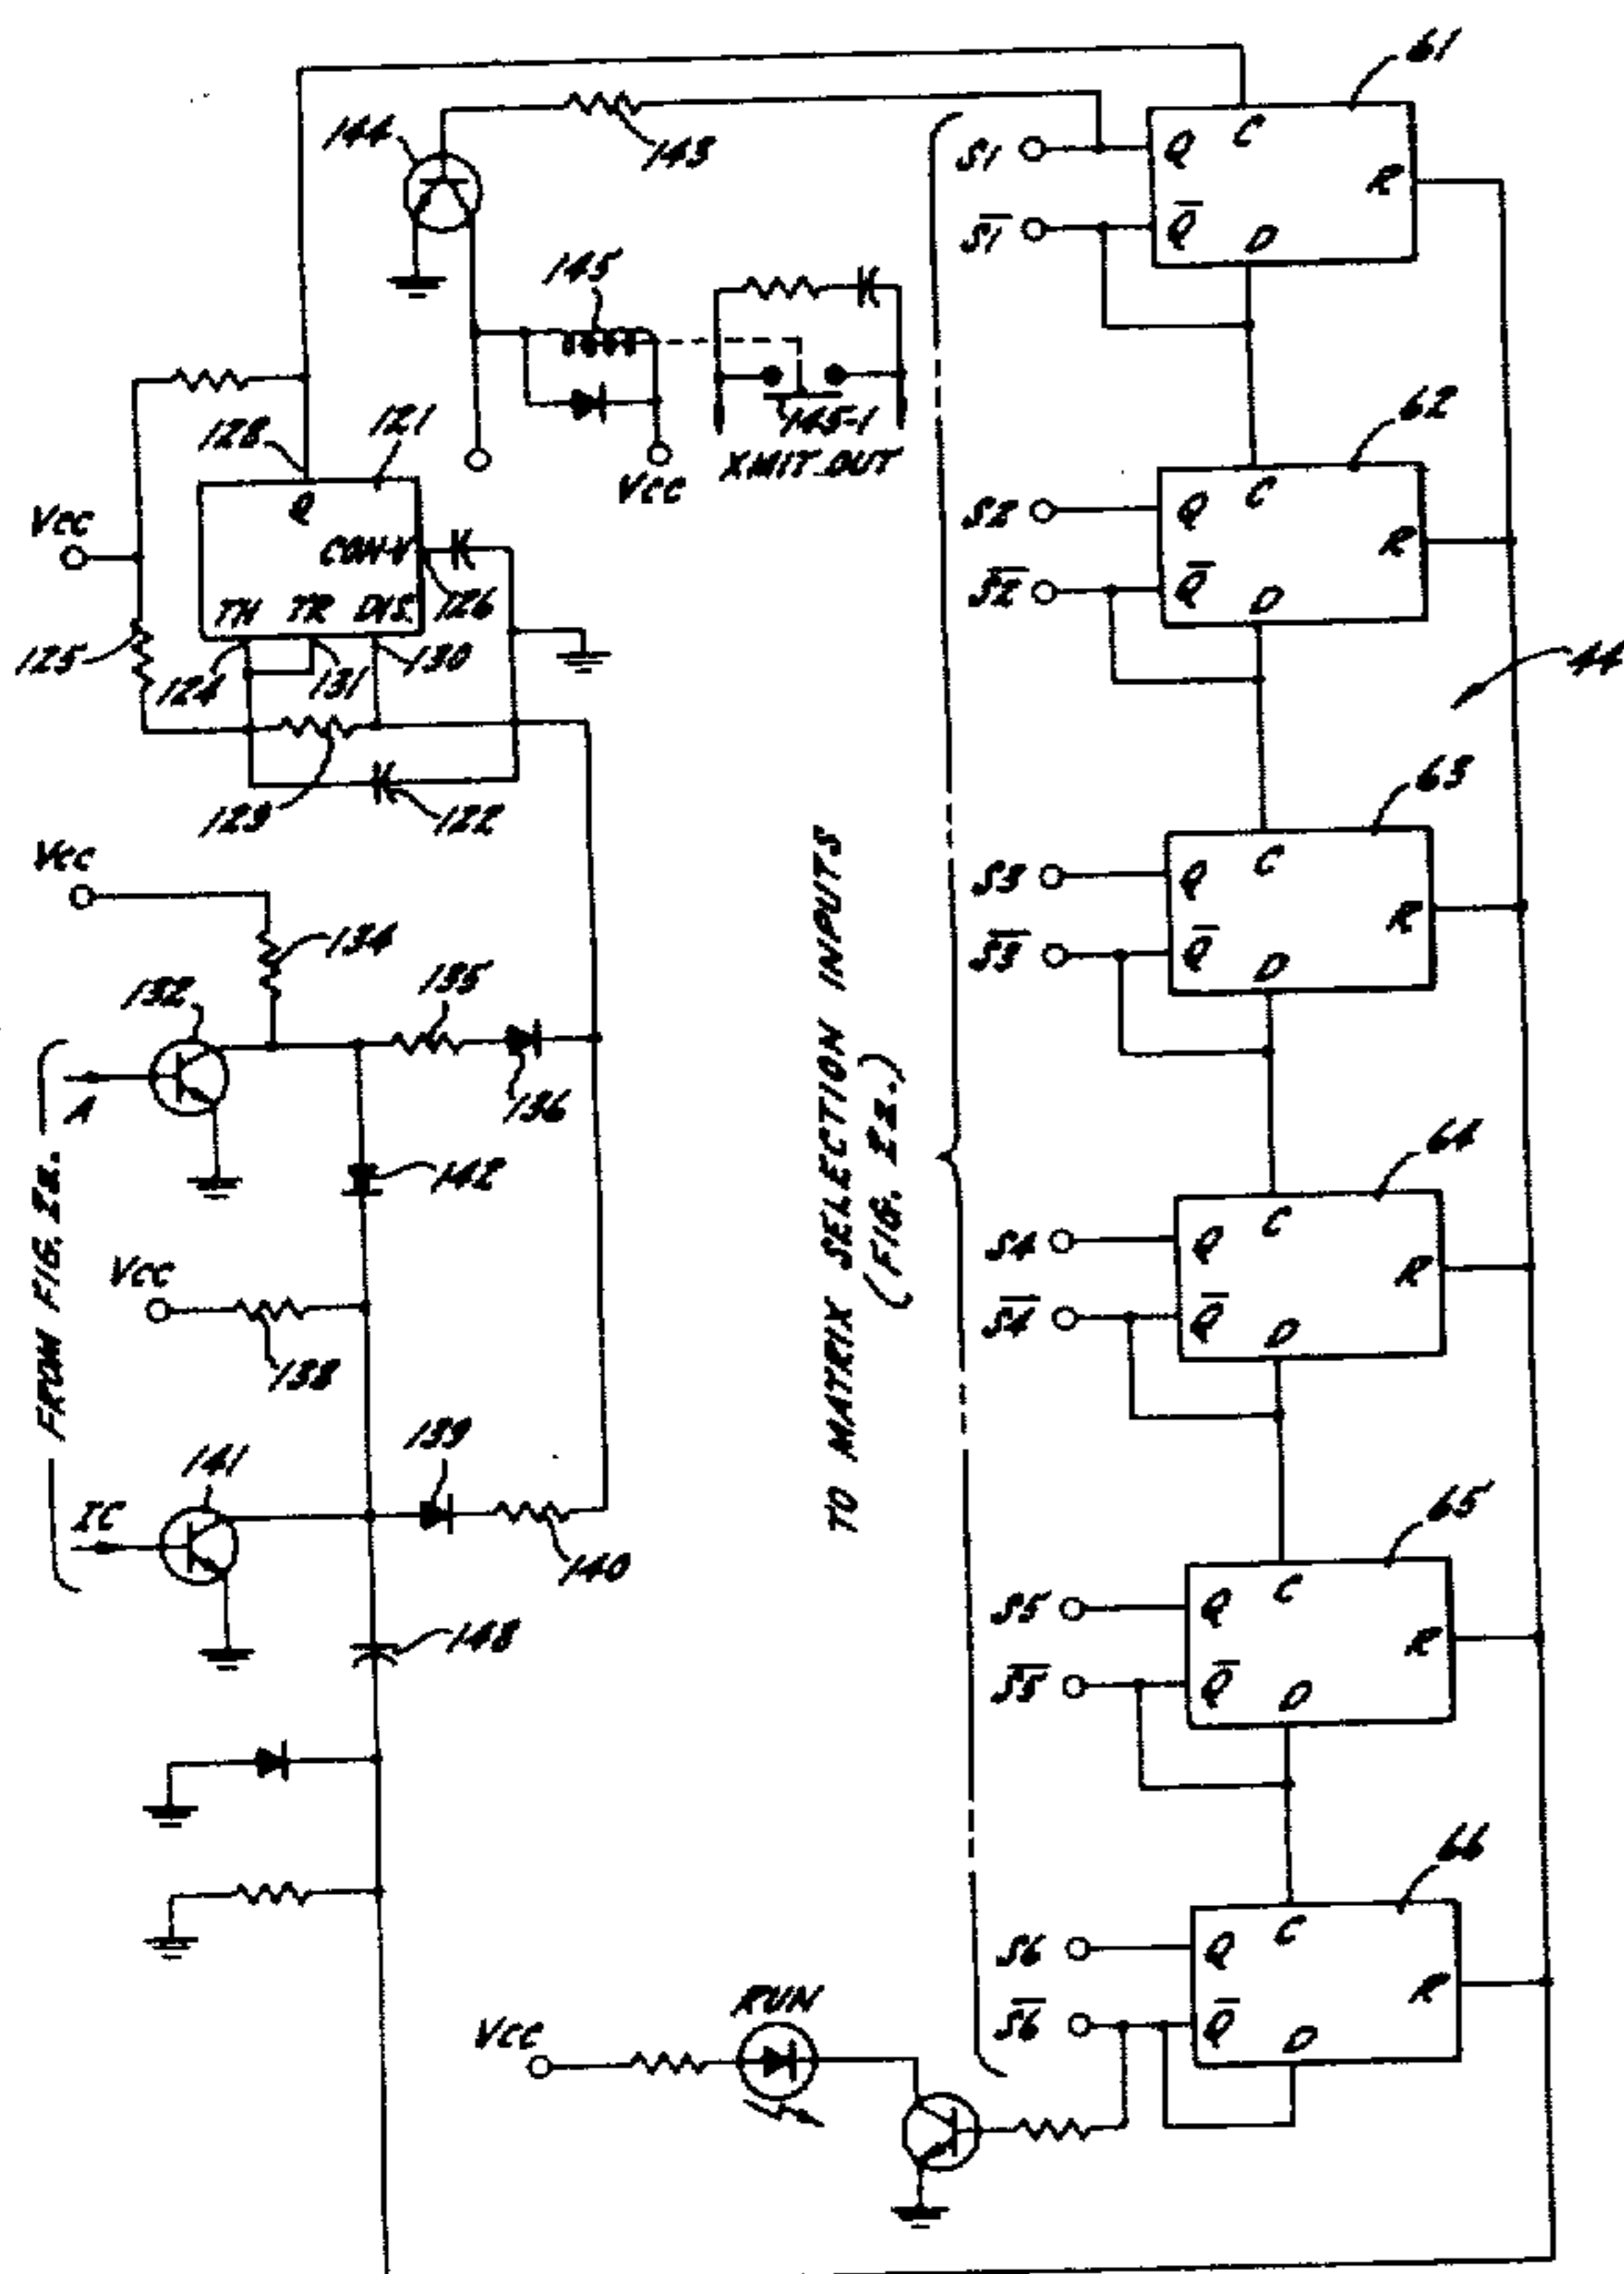 61
144
143
S1
Q
C
R
S̅1̅
Q̅
D
145
62
128
121
145-1
XMIT OUT
Vcc
S2
Q
C
R
Vcc
Q
CON-V
S̅2̅
Q̅
D
TH
TR
DIS.
126
125
124
131
130
44
129
122
63
Vcc
S3
Q
C
R
134
S̅3̅
Q̅
D
132
135
A
136
64
142
TO MATRIX SELECTION INPUTS
S4
Q
C
R
Vcc
S̅4̅
Q̅
D
138
FROM FIG.
139
65
141
IC
140
S5
Q
C
R
148
S̅5̅
Q̅
D
66
S6
Q
C
R
RUN
Vcc
S̅6̅
Q̅
D